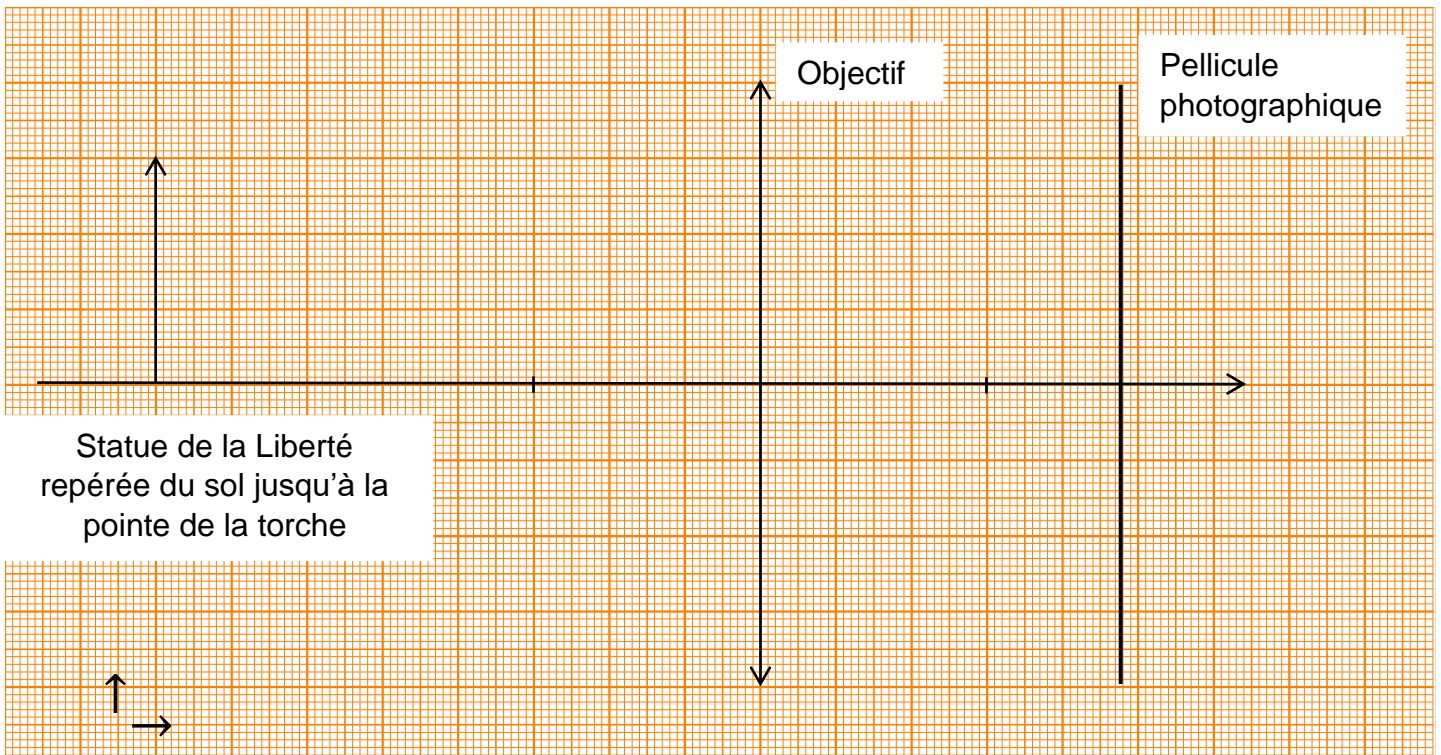 Objectif
Pellicule
photographique
Statue de la Liberté
repérée du sol jusqu’à la
pointe de la torche